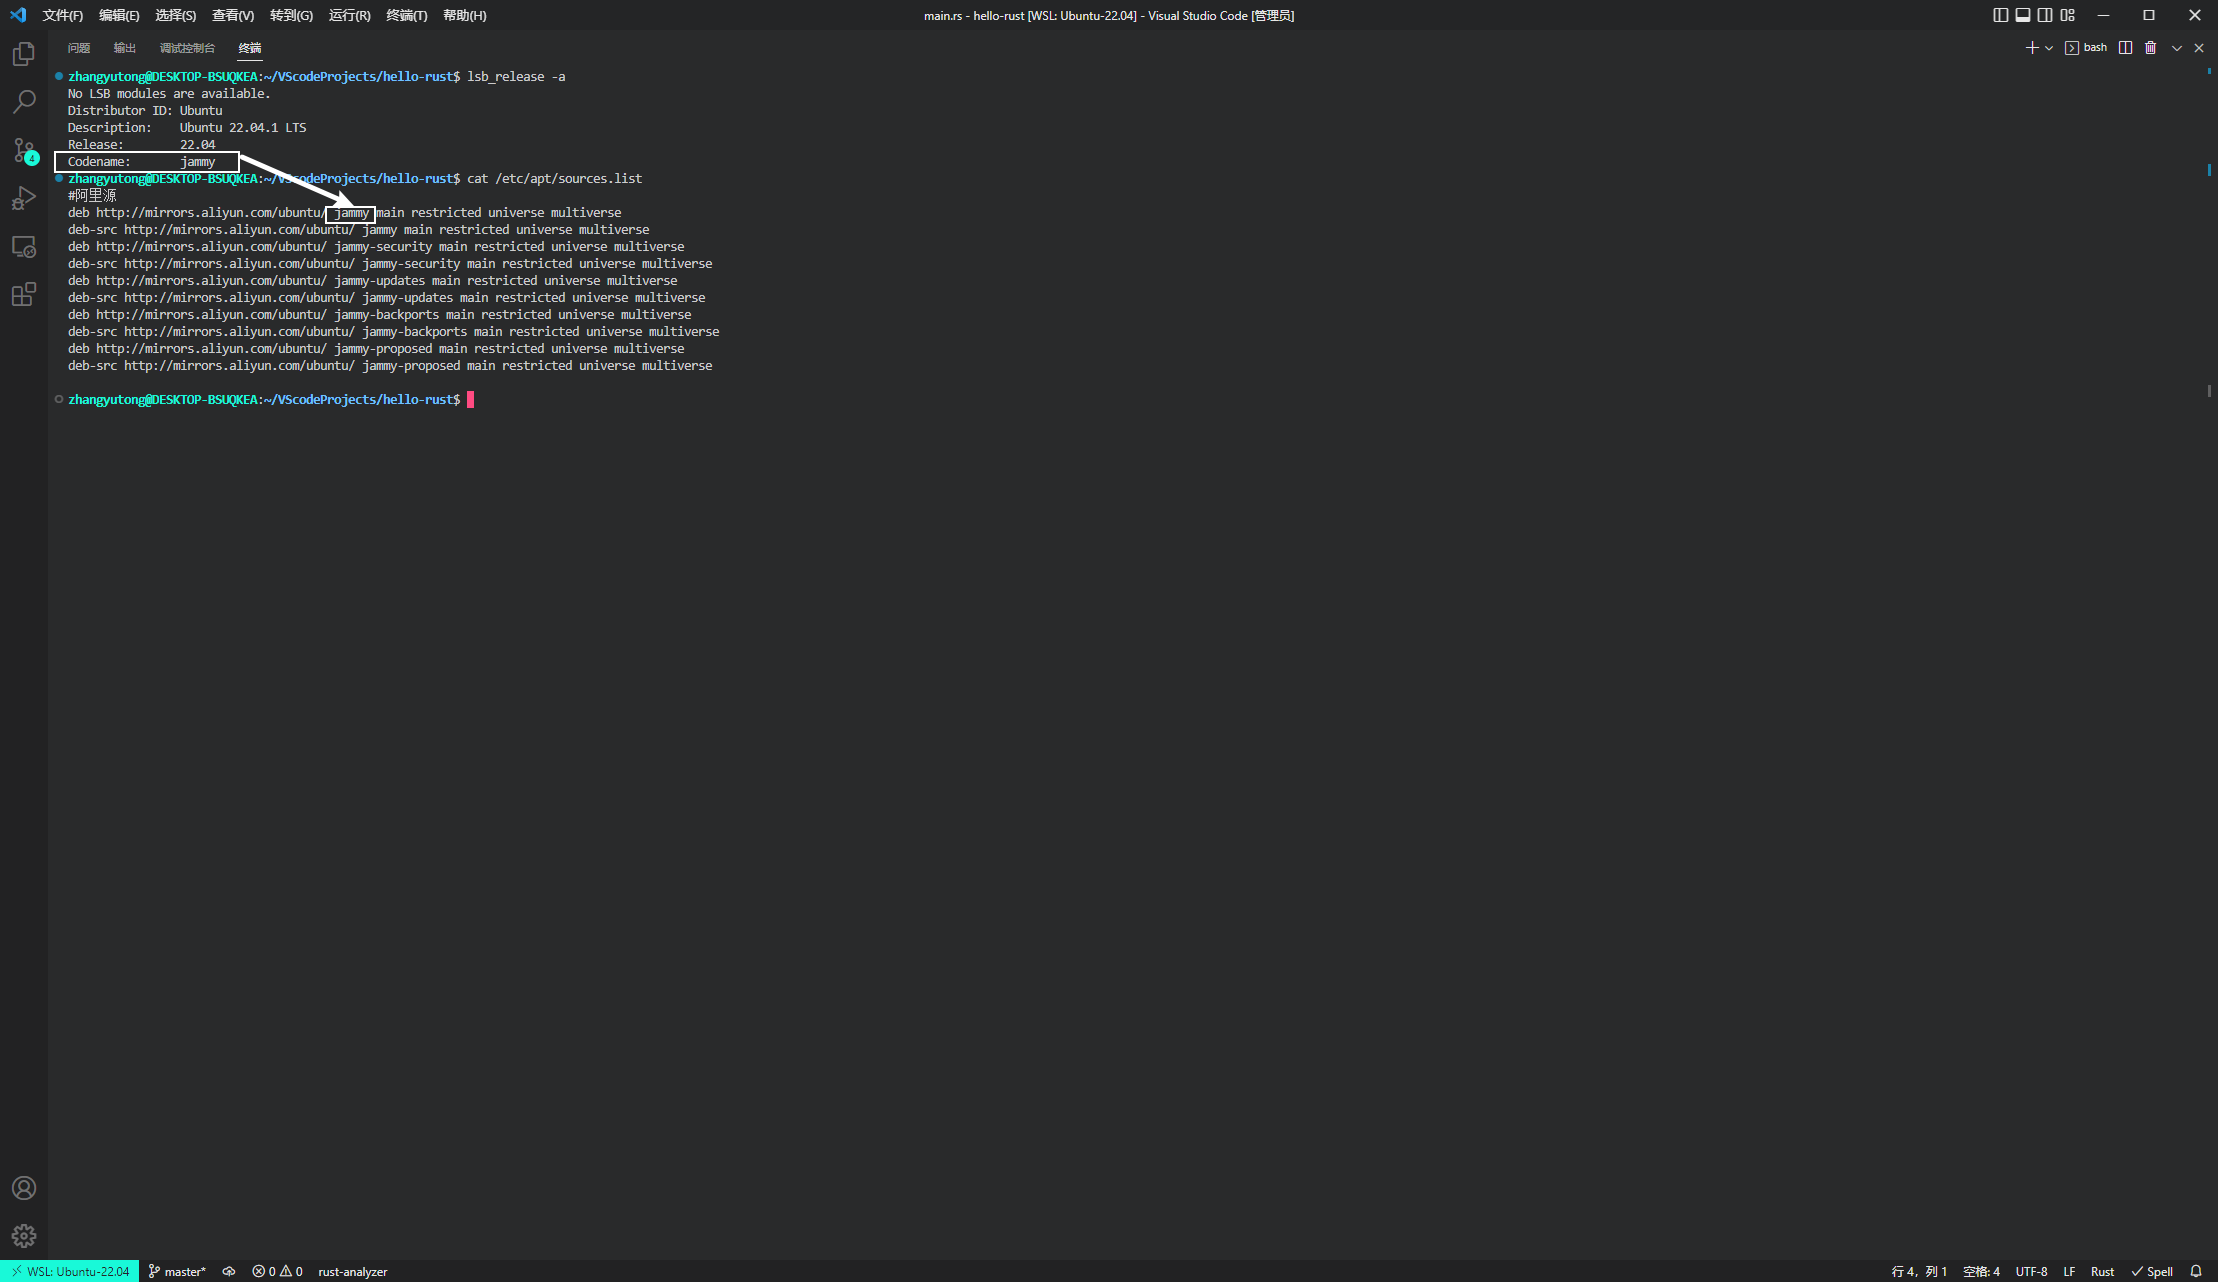 文件(F) 编辑(E) 选择(S) 查看(V) 转到(G) 运行(R) 终端(T) 帮助(H) main.rs - hello-rust [WSL: Ubuntu-22.04] - Visual Studio Code [管理员]
问题 输出 调试控制台 终端 bash
zhangyutong@DESKTOP-BSUQKEA:~/VScodeProjects/hello-rust$ lsb_release -a
No LSB modules are available.
Distributor ID: Ubuntu
Description: Ubuntu 22.04.1 LTS
Release: 22.04
Codename: jammy
zhangyutong@DESKTOP-BSUQKEA:~/VScodeProjects/hello-rust$ cat /etc/apt/sources.list
#阿里源
deb http://mirrors.aliyun.com/ubuntu/ jammy main restricted universe multiverse
deb-src http://mirrors.aliyun.com/ubuntu/ jammy main restricted universe multiverse
deb http://mirrors.aliyun.com/ubuntu/ jammy-security main restricted universe multiverse
deb-src http://mirrors.aliyun.com/ubuntu/ jammy-security main restricted universe multiverse
deb http://mirrors.aliyun.com/ubuntu/ jammy-updates main restricted universe multiverse
deb-src http://mirrors.aliyun.com/ubuntu/ jammy-updates main restricted universe multiverse
deb http://mirrors.aliyun.com/ubuntu/ jammy-backports main restricted universe multiverse
deb-src http://mirrors.aliyun.com/ubuntu/ jammy-backports main restricted universe multiverse
deb http://mirrors.aliyun.com/ubuntu/ jammy-proposed main restricted universe multiverse
deb-src http://mirrors.aliyun.com/ubuntu/ jammy-proposed main restricted universe multiverse
zhangyutong@DESKTOP-BSUQKEA:~/VScodeProjects/hello-rust$
4
WSL: Ubuntu-22.04 master* 0 0 rust-analyzer 行 4，列 1 空格: 4 UTF-8 LF Rust Spell